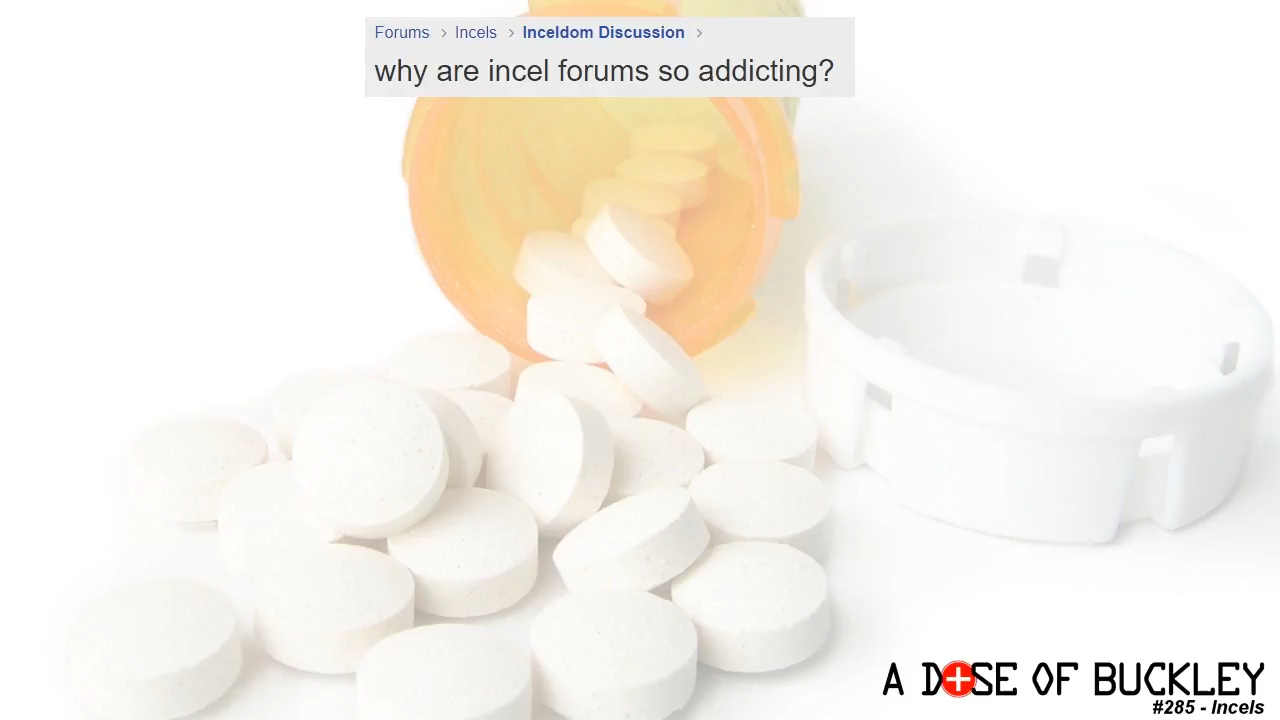 Forums > Incels > Inceldom Discussion >
why are incel forums so addicting?
A DOSE OF BUCKLEY
#285 - Incels